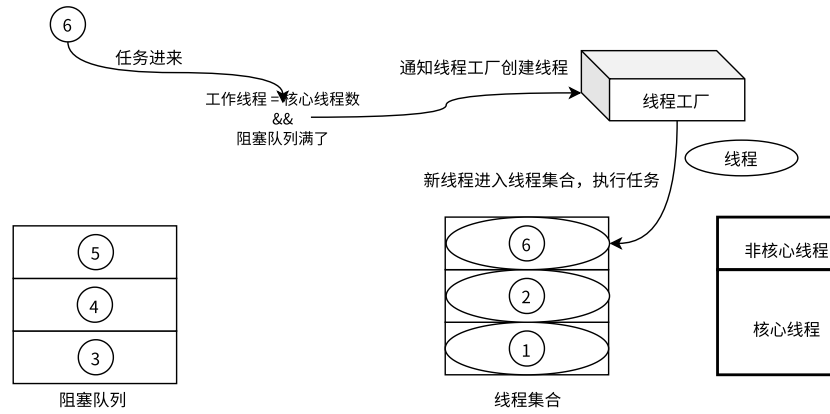 6
任务进来
通知线程工厂创建线程
工作线程 = 核心线程数
&&
阻塞队列满了
线程工厂
线程
新线程进入线程集合，执行任务
5
4
3
阻塞队列
6
2
1
线程集合
非核心线程
核心线程